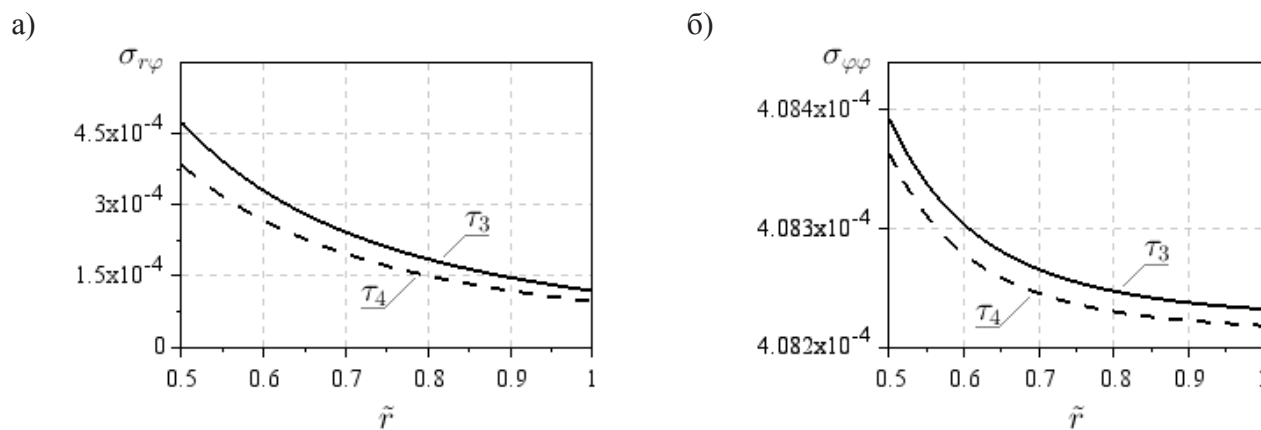 а)
σ_{rφ}
4.5x10^{-4}
3x10^{-4}
1.5x10^{-4}
0
0.5 0.6 0.7 0.8 0.9 1
τ_3
τ_4
r̃
б)
σ_{φφ}
4.084x10^{-4}
4.083x10^{-4}
4.082x10^{-4}
0.5 0.6 0.7 0.8 0.9 1
τ_3
τ_4
r̃